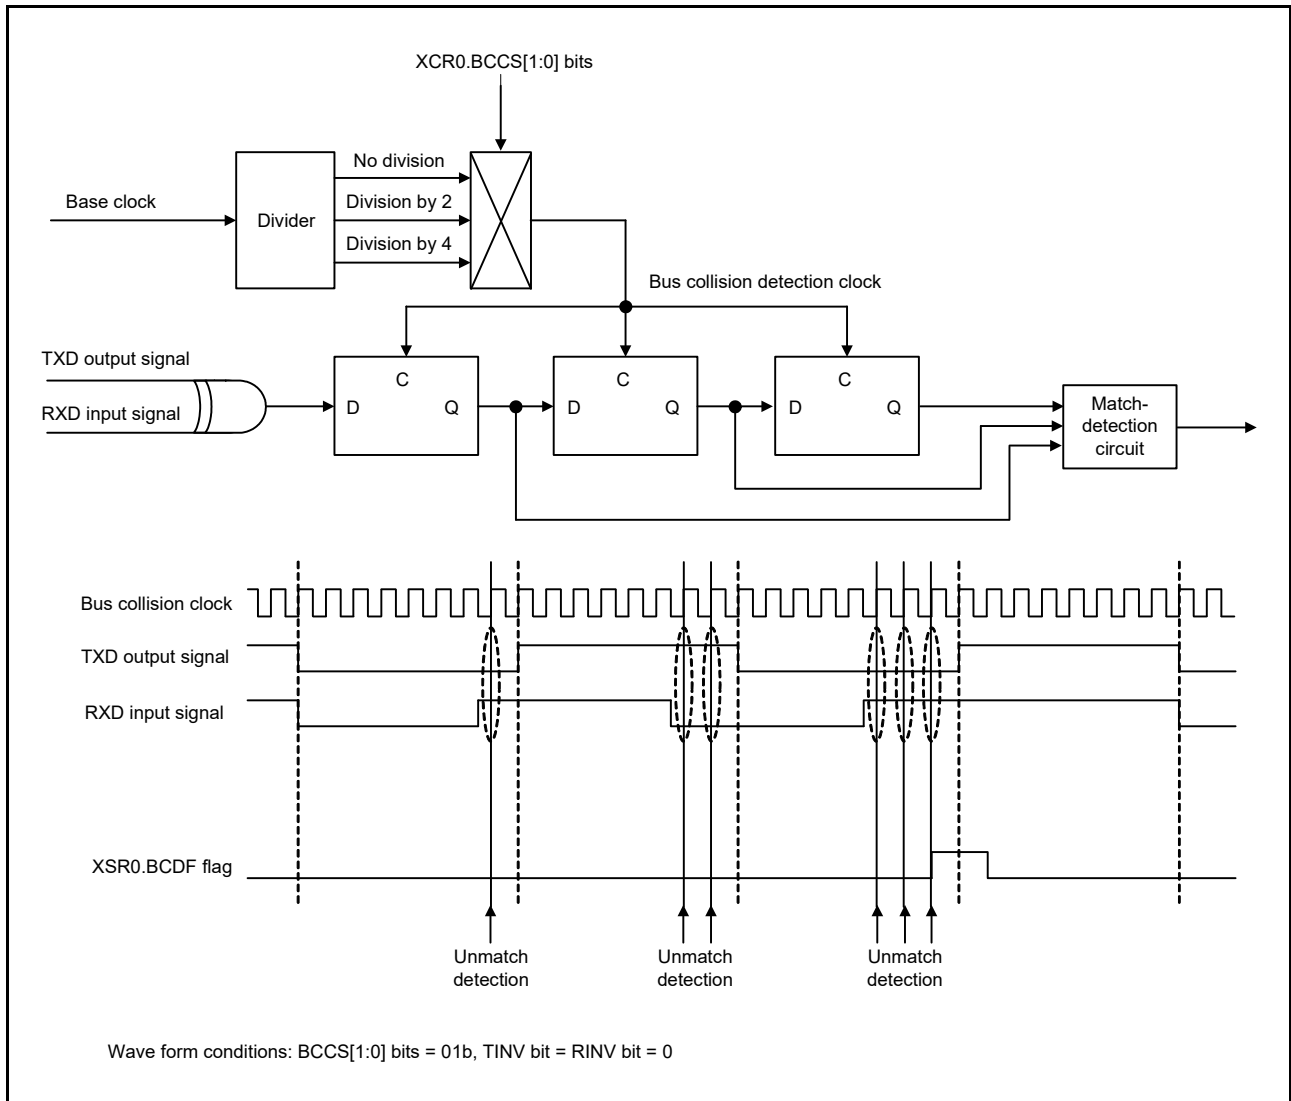 XCR0.BCCS[1:0] bits
No division
Base clock
Division by 2
Divider
Division by 4
Bus collision detection clock
TXD output signal
RXD input signal
C
D
Q
C
D
Q
C
D
Q
Match-
detection
circuit
Bus collision clock
TXD output signal
RXD input signal
XSR0.BCDF flag
Unmatch
detection
Unmatch
detection
Unmatch
detection
Wave form conditions: BCCS[1:0] bits = 01b, TINV bit = RINV bit = 0